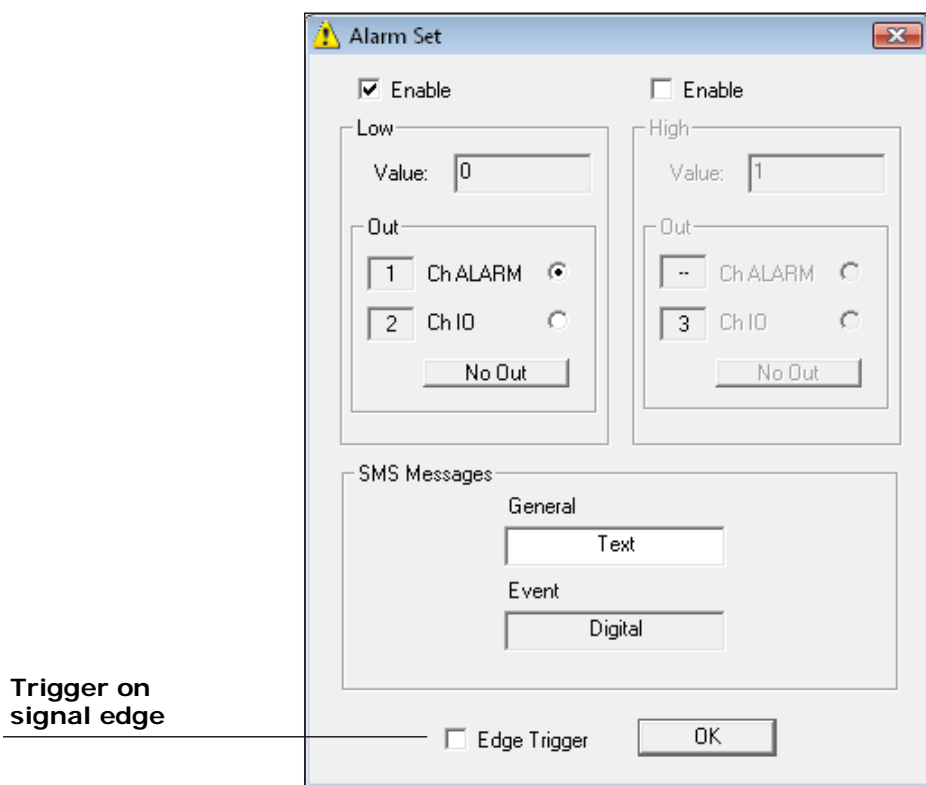 Alarm Set
Enable
Enable
Low
High
Value: 0
Value: 1
Out
Out
1 Ch ALARM
-- Ch ALARM
2 Ch IO
3 Ch IO
No Out
No Out
SMS Messages
General
Text
Event
Digital
Trigger on
signal edge
Edge Trigger
OK